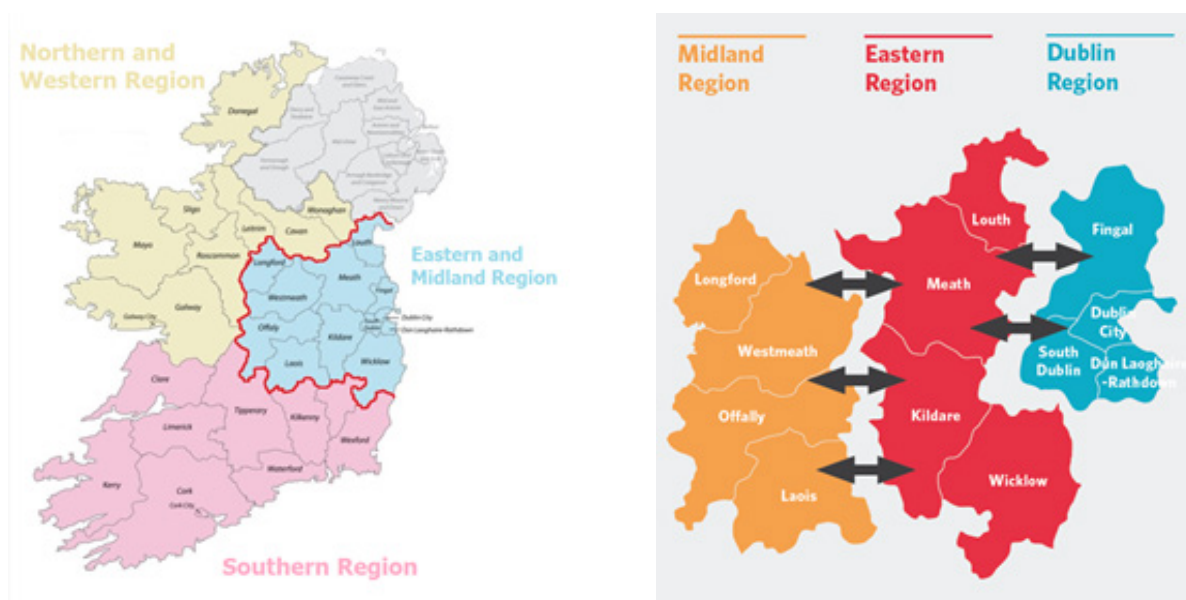 Northern and
Western Region
Donegal
Sligo
Leitrim
Monaghan
Cavan
Mayo
Roscommon
Galway
Galway City
Louth
Longford
Meath
Westmeath
Fingal
Dublin City
Dun Laoghaire-Rathdown
Offaly
Kildare
Laois
Wicklow
Eastern and
Midland Region
Clare
Tipperary
Kilkenny
Limerick
Wexford
Waterford
Kerry
Cork
Cork City
Southern Region
Midland
Region
Eastern
Region
Dublin
Region
Louth
Fingal
Longford
Meath
Dublin
City
Westmeath
South
Dublin
Dún Laoghaire
-Rathdown
Offally
Kildare
Laois
Wicklow